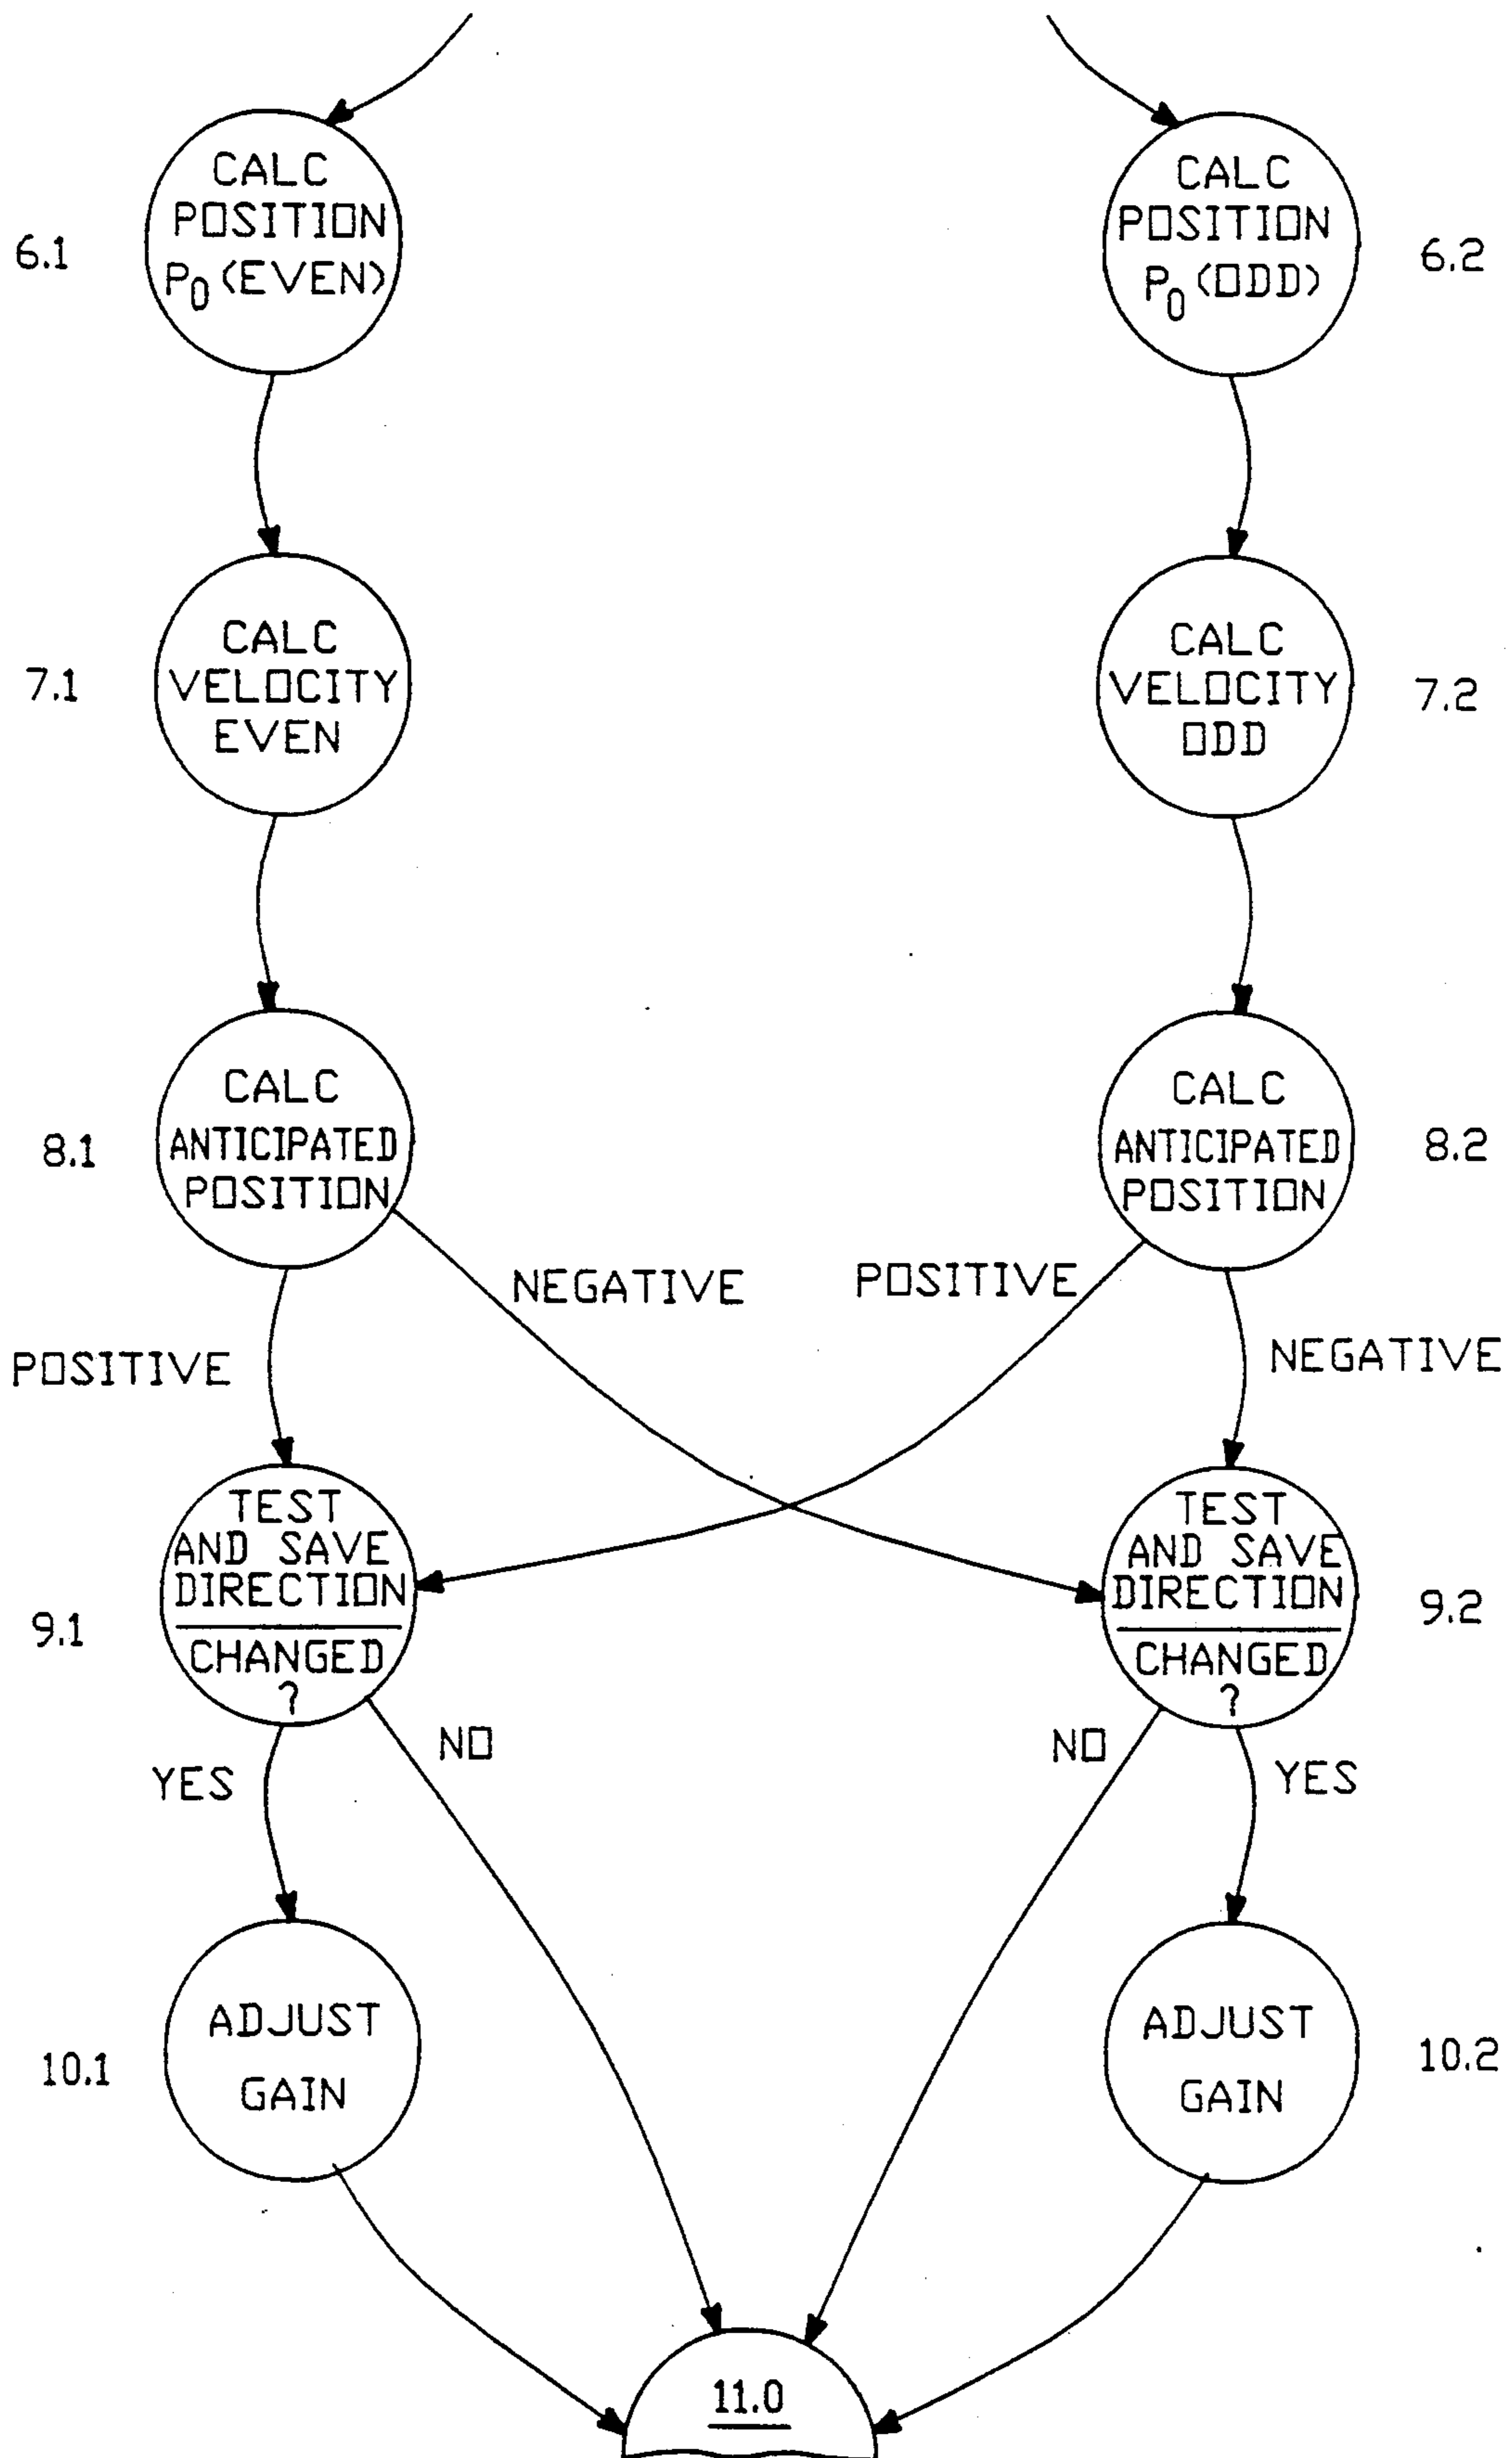 CALC
POSITION
P0 (EVEN)
6.1
CALC
POSITION
P0 (ODD)
6.2
CALC
VELOCITY
EVEN
7.1
CALC
VELOCITY
ODD
7.2
CALC
ANTICIPATED
POSITION
8.1
CALC
ANTICIPATED
POSITION
8.2
NEGATIVE
POSITIVE
POSITIVE
NEGATIVE
TEST
AND SAVE
DIRECTION
CHANGED
?
9.1
TEST
AND SAVE
DIRECTION
CHANGED
?
9.2
YES
NO
NO
YES
ADJUST
GAIN
10.1
ADJUST
GAIN
10.2
11.0